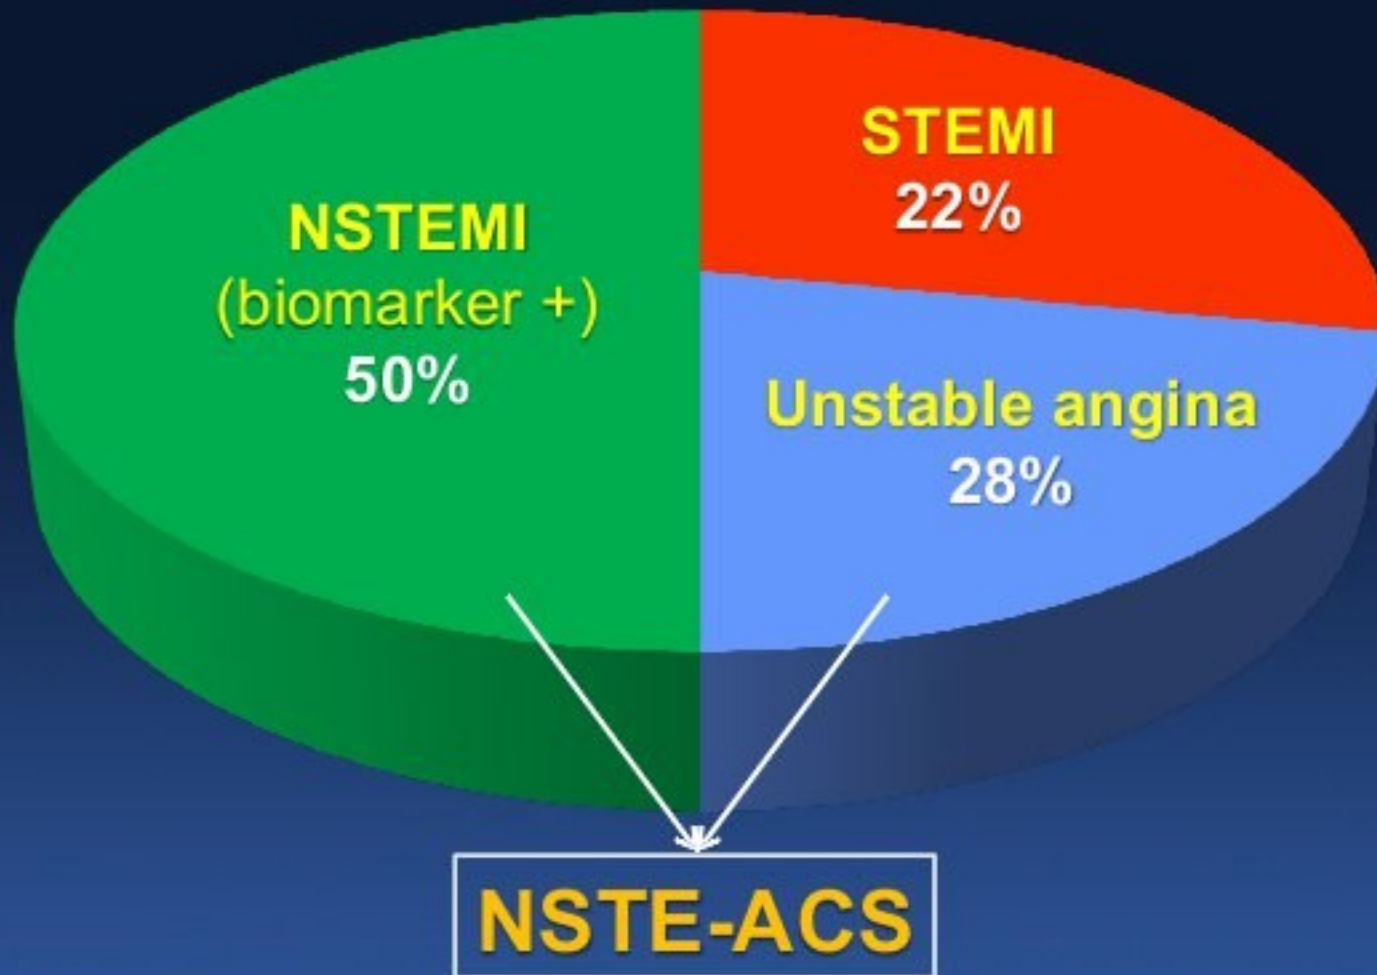 STEMI
22%
NSTEMI
(biomarker +)
50%
Unstable angina
28%
NSTE-ACS